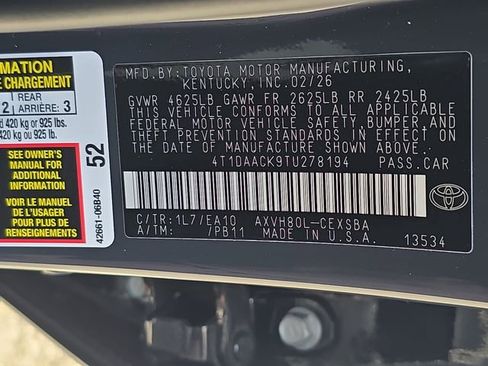 MATION
E CHARGEMENT
1 REAR
2 ARRIÈRE: 3
d 420 kg or 925 lbs.
420 kg ou 925 lb.
SEE OWNER'S
MANUAL FOR
ADDITIONAL
INFORMATION
VOIR LE MANUEL
DE L'USAGER
POUR PLUS DE
RENSEIGNEMENTS
52
42661-06B40
MFD.BY:TOYOTA MOTOR MANUFACTURING,
KENTUCKY,INC.02/26
GVWR 4625LB GAWR FR 2625LB RR 2425LB
THIS VEHICLE CONFORMS TO ALL APPLICABLE
FEDERAL MOTOR VEHICLE SAFETY, BUMPER, AND
THEFT PREVENTION STANDARDS IN EFFECT ON
THE DATE OF MANUFACTURE SHOWN ABOVE.
4T1DAACK9TU278194 PASS.CAR
C/TR:1L7/EA10 AXVH80L-CEXSBA
A/TM: /PB11 MADE IN U.S.A. 13534
TOYOTA